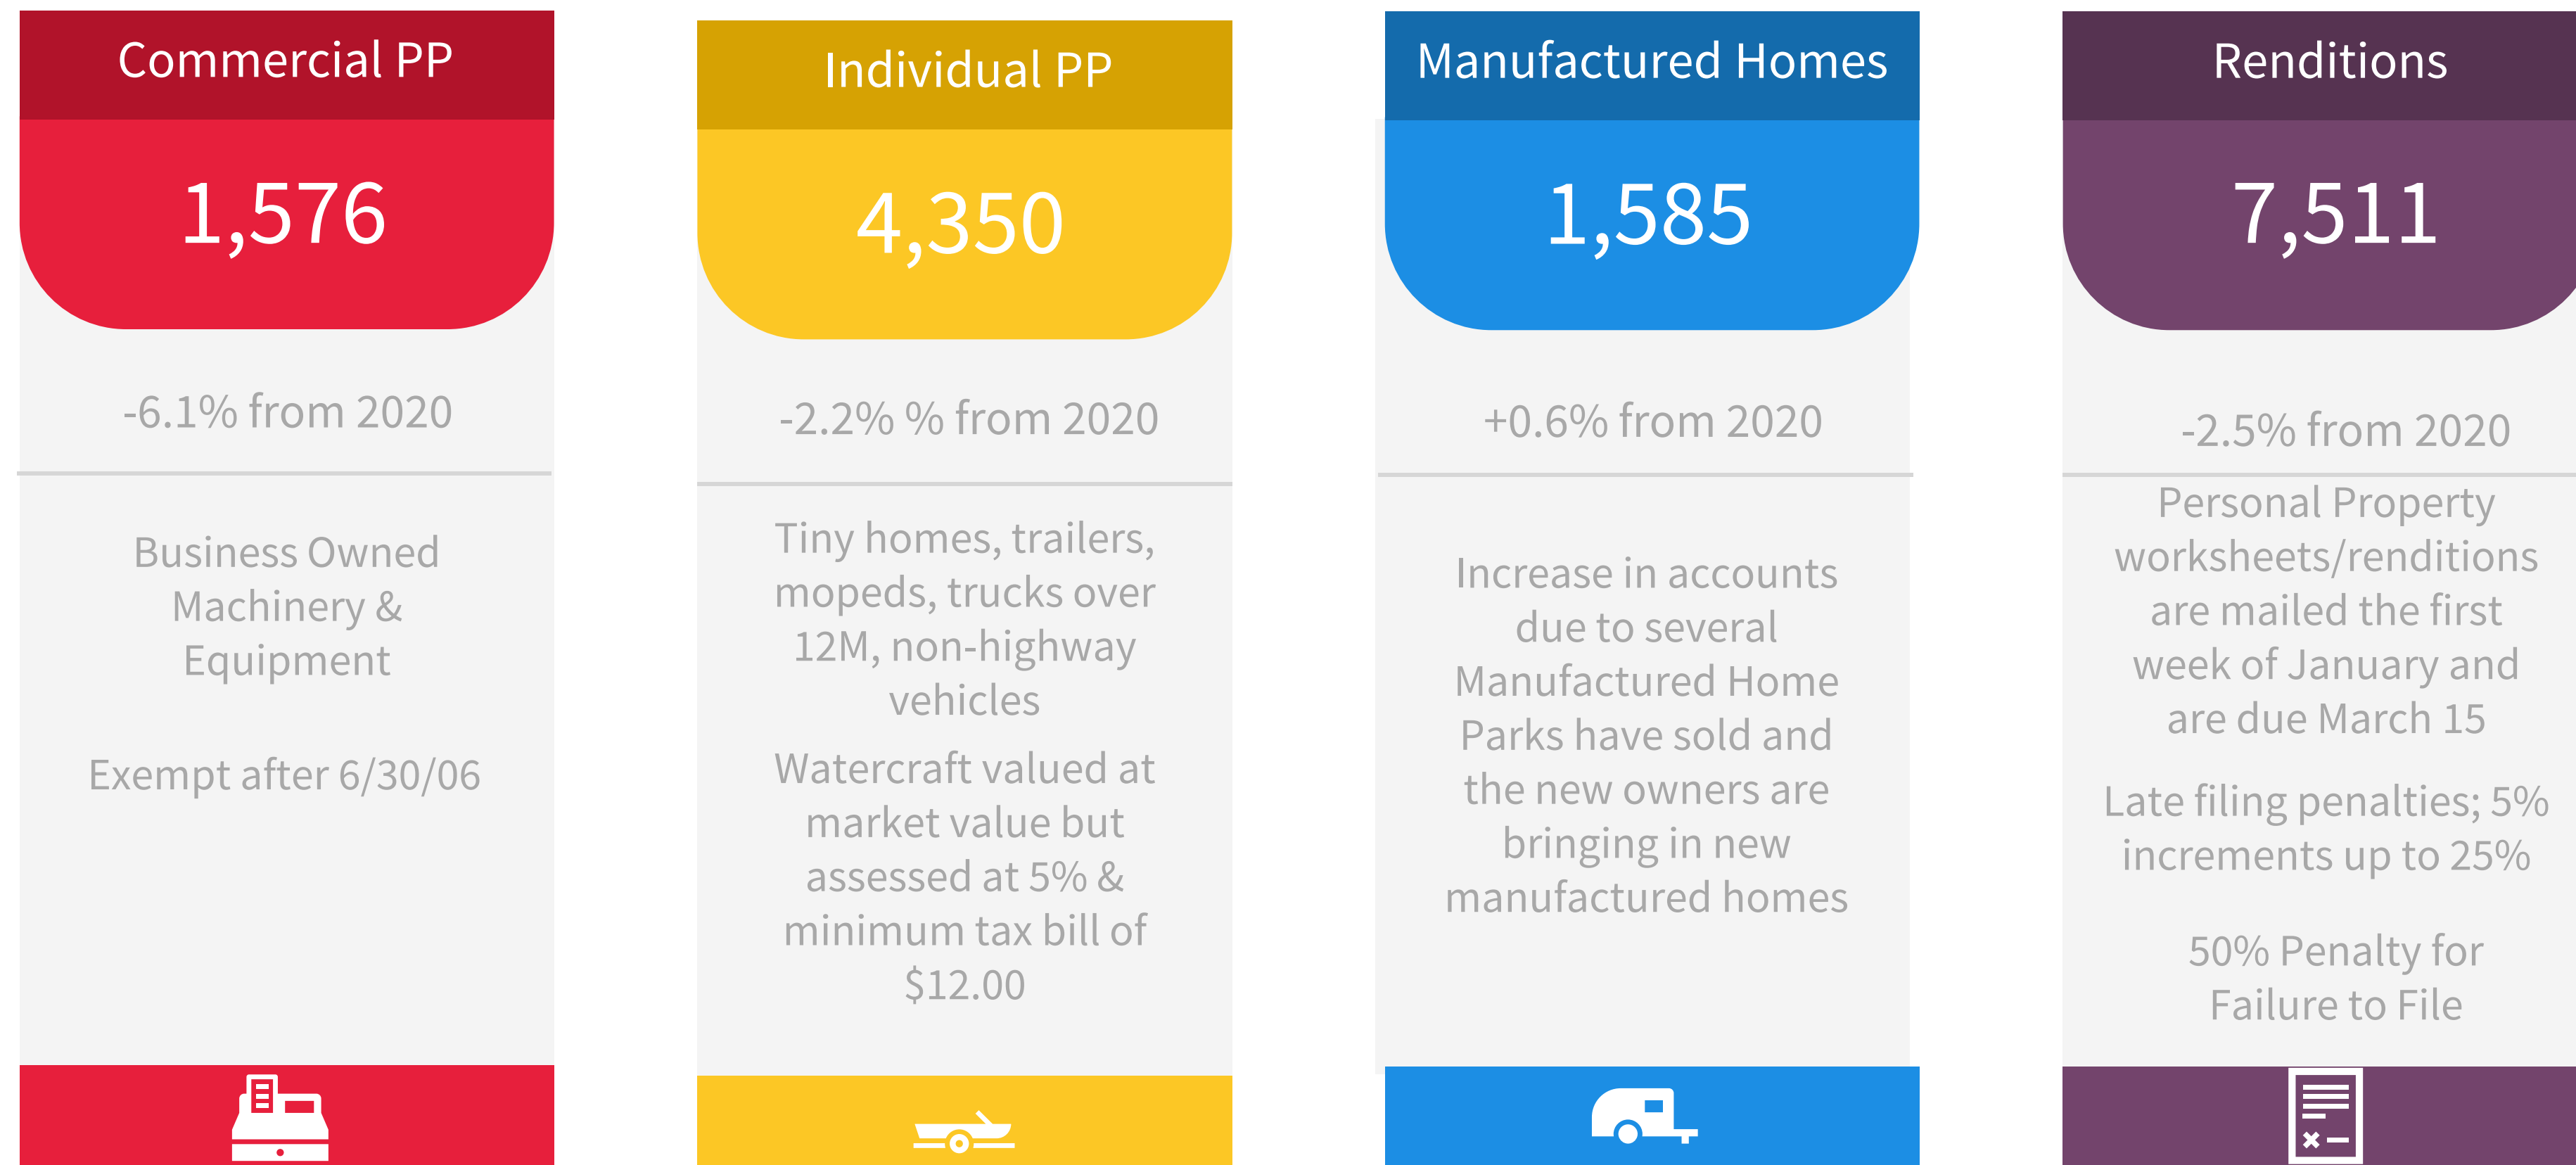 Commercial PP
1,576
-6.1% from 2020
Business Owned
Machinery &
Equipment
Exempt after 6/30/06
Individual PP
4,350
-2.2% % from 2020
Tiny homes, trailers,
mopeds, trucks over
12M, non-highway
vehicles
Watercraft valued at
market value but
assessed at 5% &
minimum tax bill of
$12.00
Manufactured Homes
1,585
+0.6% from 2020
Increase in accounts
due to several
Manufactured Home
Parks have sold and
the new owners are
bringing in new
manufactured homes
Renditions
7,511
-2.5% from 2020
Personal Property
worksheets/renditions
are mailed the first
week of January and
are due March 15
Late filing penalties; 5%
increments up to 25%
50% Penalty for
Failure to File